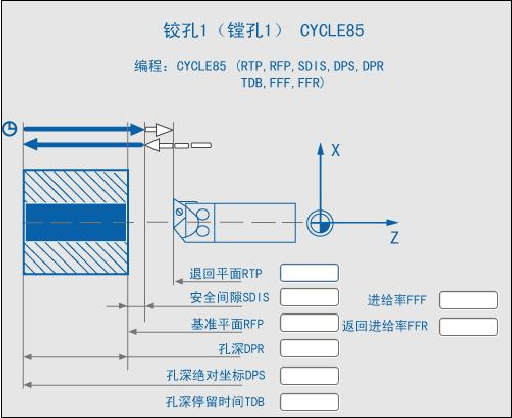 铰孔1（镗孔1） CYCLE85
编程：CYCLE85 (RTP,RFP,SDIS,DPS,DPR
TDB,FFF,FFR)
X
Z
退回平面RTP
安全间隙SDIS
进给率FFF
基准平面RFP
返回进给率FFR
孔深DPR
孔深绝对坐标DPS
孔深停留时间TDB